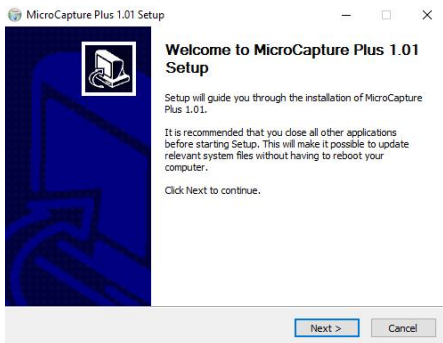 MicroCapture Plus 1.01 Setup
Welcome to MicroCapture Plus 1.01
Setup
Setup will guide you through the installation of MicroCapture
Plus 1.01.
It is recommended that you close all other applications
before starting Setup. This will make it possible to update
relevant system files without having to reboot your
computer.
Click Next to continue.
Next >
Cancel